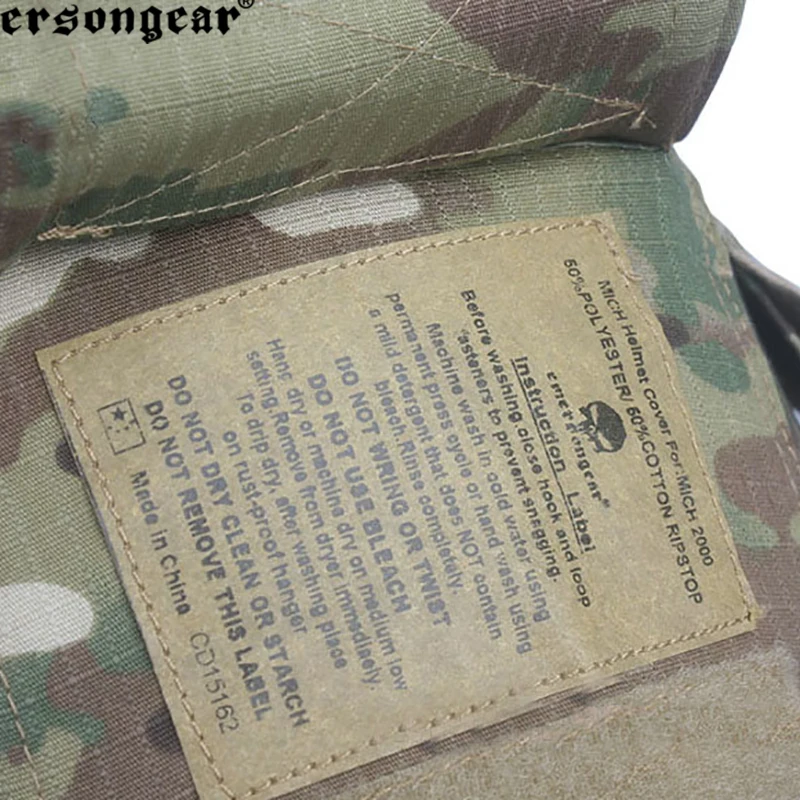 ersongear®
MICH Helmet Cover For:MICH 2000
50%POLYESTER/ 50%COTTON RIPSTOP
emersongear®
Instruction Label
Before washing,close hook and loop
fasteners to prevent snagging.
Machine wash in cold water using
permanent press cycle or hand wash using
a mild detergent that does NOT contain
bleach.Rinse completely.
DO NOT USE BLEACH
DO NOT WRING OR TWIST
Hang dry or machine dry on medium low
setting.Remove from dryer immediately.
To drip dry, after washing place
on rust-proof hanger
DO NOT DRY CLEAN OR STARCH
DO NOT REMOVE THIS LABEL
Made in China CD15162